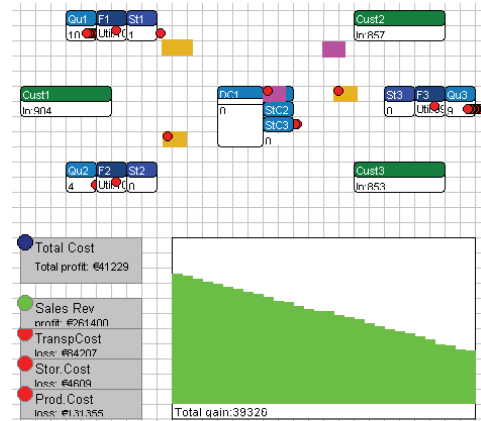 Qu1 F1 St1
1
Cust2
In:857
Cust1
In:904
DC1
0
StC2
StC3
0
St3 F3 Qu3
0
9
Cust3
In:853
Qu2 F2 St2
4
0
Total Cost
Total profit: €41229
Sales Rev
profit: €261400
TranspCost
loss: €84207
Stor.Cost
loss: €4609
Prod.Cost
loss: €131355
Total gain:39326